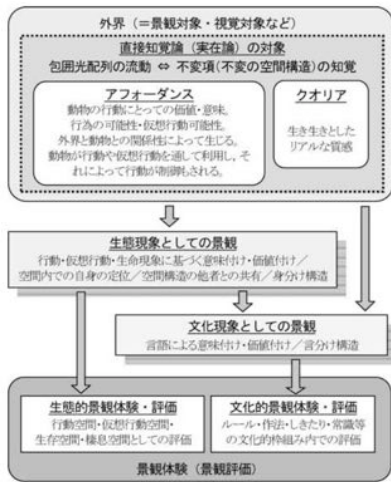 外界（＝景観対象・視覚対象など）
直接知覚論（実在論）の対象
包囲光配列の流動 ⇔ 不変項（不変の空間構造）の知覚
アフォーダンス
動物の行動にとっての価値・意味。
行為の可能性・仮想行動可能性。
外界と動物との関係性によって生じる。
動物が行動や仮想行動を通して利用し、そ
れによって行動が制御もされる。
クオリア
生き生きとした
リアルな質感
生態現象としての景観
行動・仮想行動・生命現象に基づく意味付け・価値付け／
空間内での自身の定位／空間構造の他者との共有／身分け構造
文化現象としての景観
言語による意味付け・価値付け／言分け構造
生態的景観体験・評価
行動空間・仮想行動空間・
生存空間・棲息空間としての評価
文化的景観体験・評価
ルール・作法・しきたり・常識等
の文化的枠組み内での評価
景観体験（景観評価）